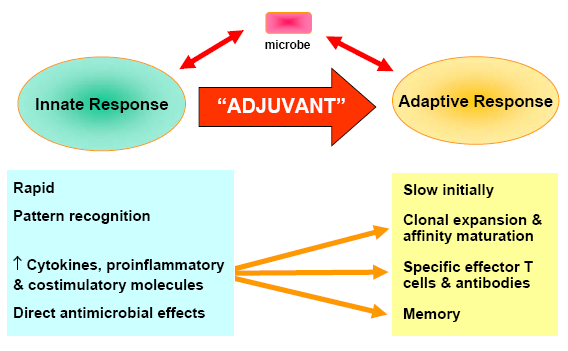 microbe
Innate Response
“ADJUVANT”
Adaptive Response
Rapid
Pattern recognition
↑ Cytokines, proinflammatory
& costimulatory molecules
Direct antimicrobial effects
Slow initially
Clonal expansion &
affinity maturation
Specific effector T
cells & antibodies
Memory